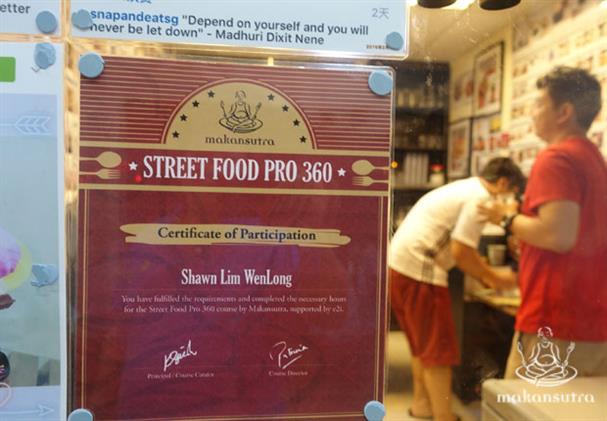 etter
snapandeatsg "Depend on yourself and you will
never be let down" - Madhuri Dixit Nene
2天
makansutra
STREET FOOD PRO 360
Certificate of Participation
Shawn Lim WenLong
You have fulfilled the requirements and completed the necessary hours
for the Street Food Pro 360 course by Makansutra, supported by e2i.
Principal / Course Curator
Patricia
Course Director
makansutra